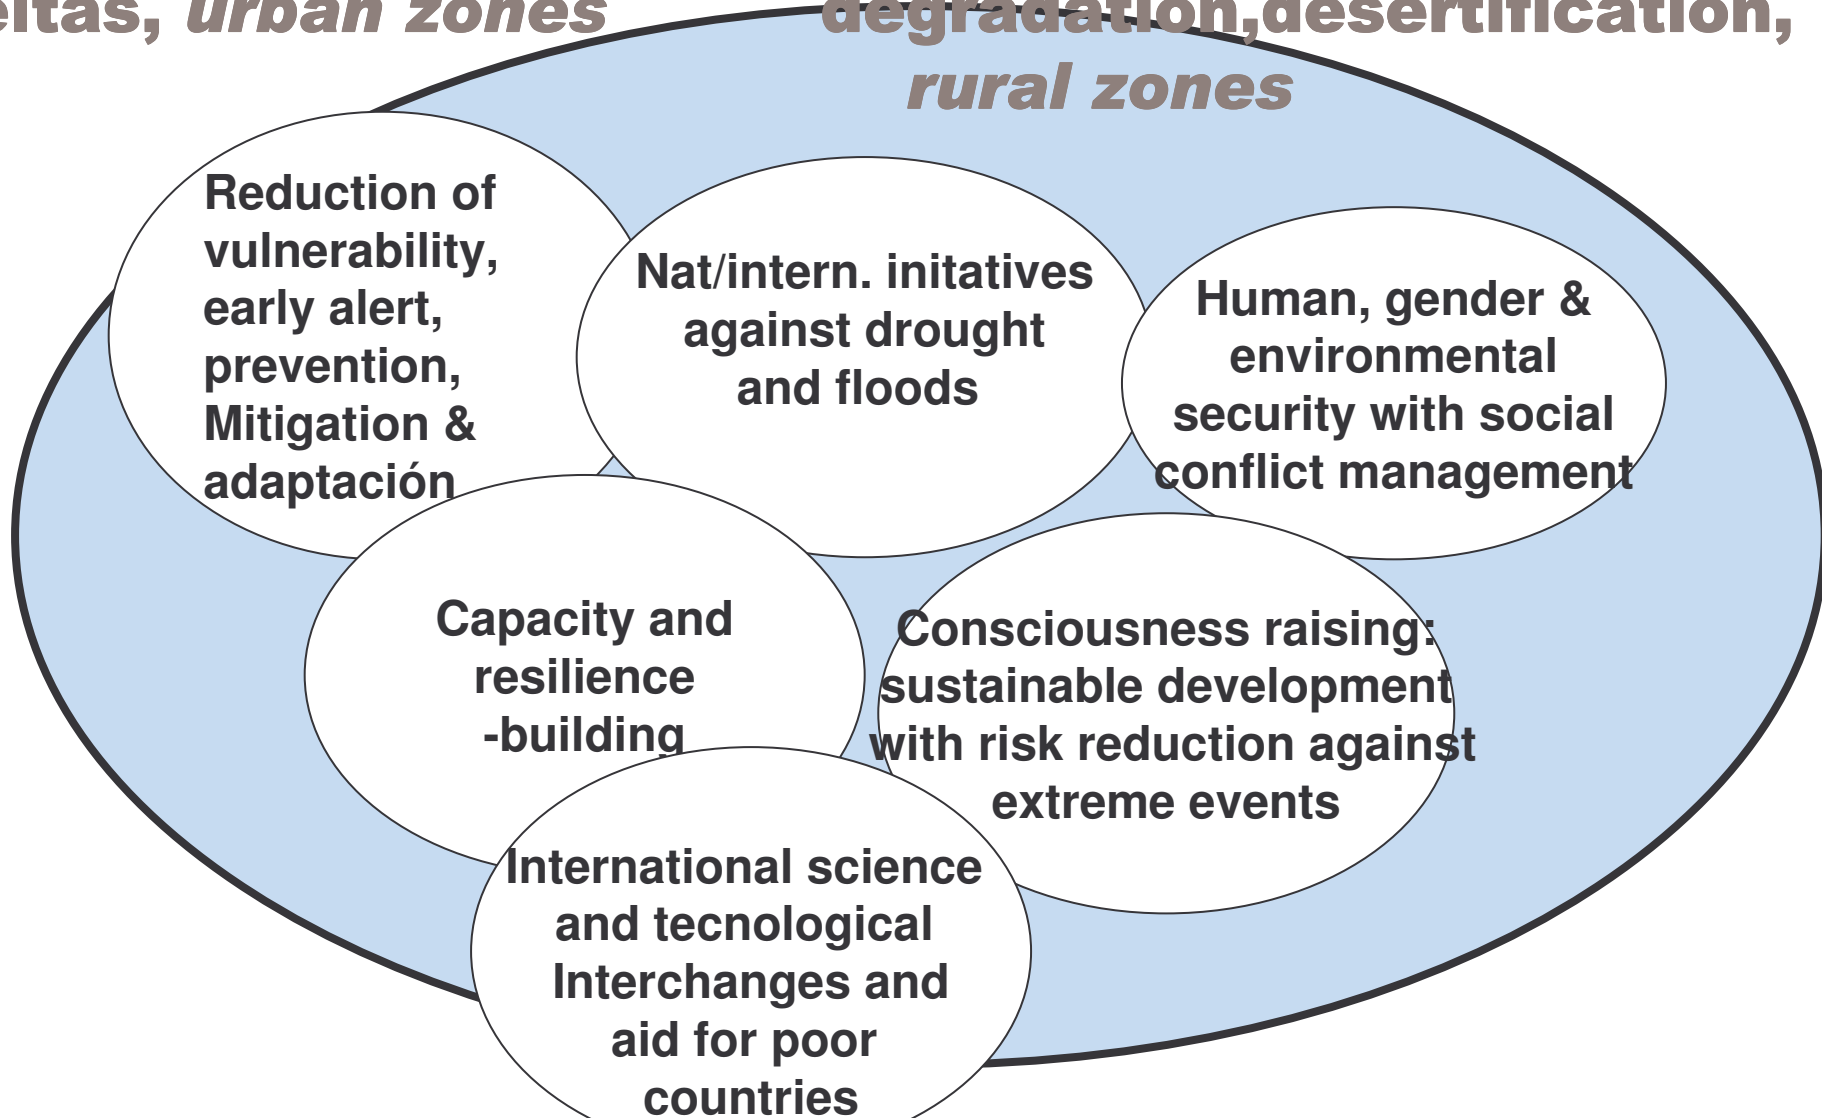 urban zones
degradation,desertification,
rural zones
Reduction of
vulnerability,
early alert,
prevention,
Mitigation &
adaptación
Nat/intern. initatives
against drought
and floods
Human, gender &
environmental
security with social
conflict management
Capacity and
resilience
-building
Consciousness raising:
sustainable development
with risk reduction against
extreme events
International science
and tecnological
Interchanges and
aid for poor
countries